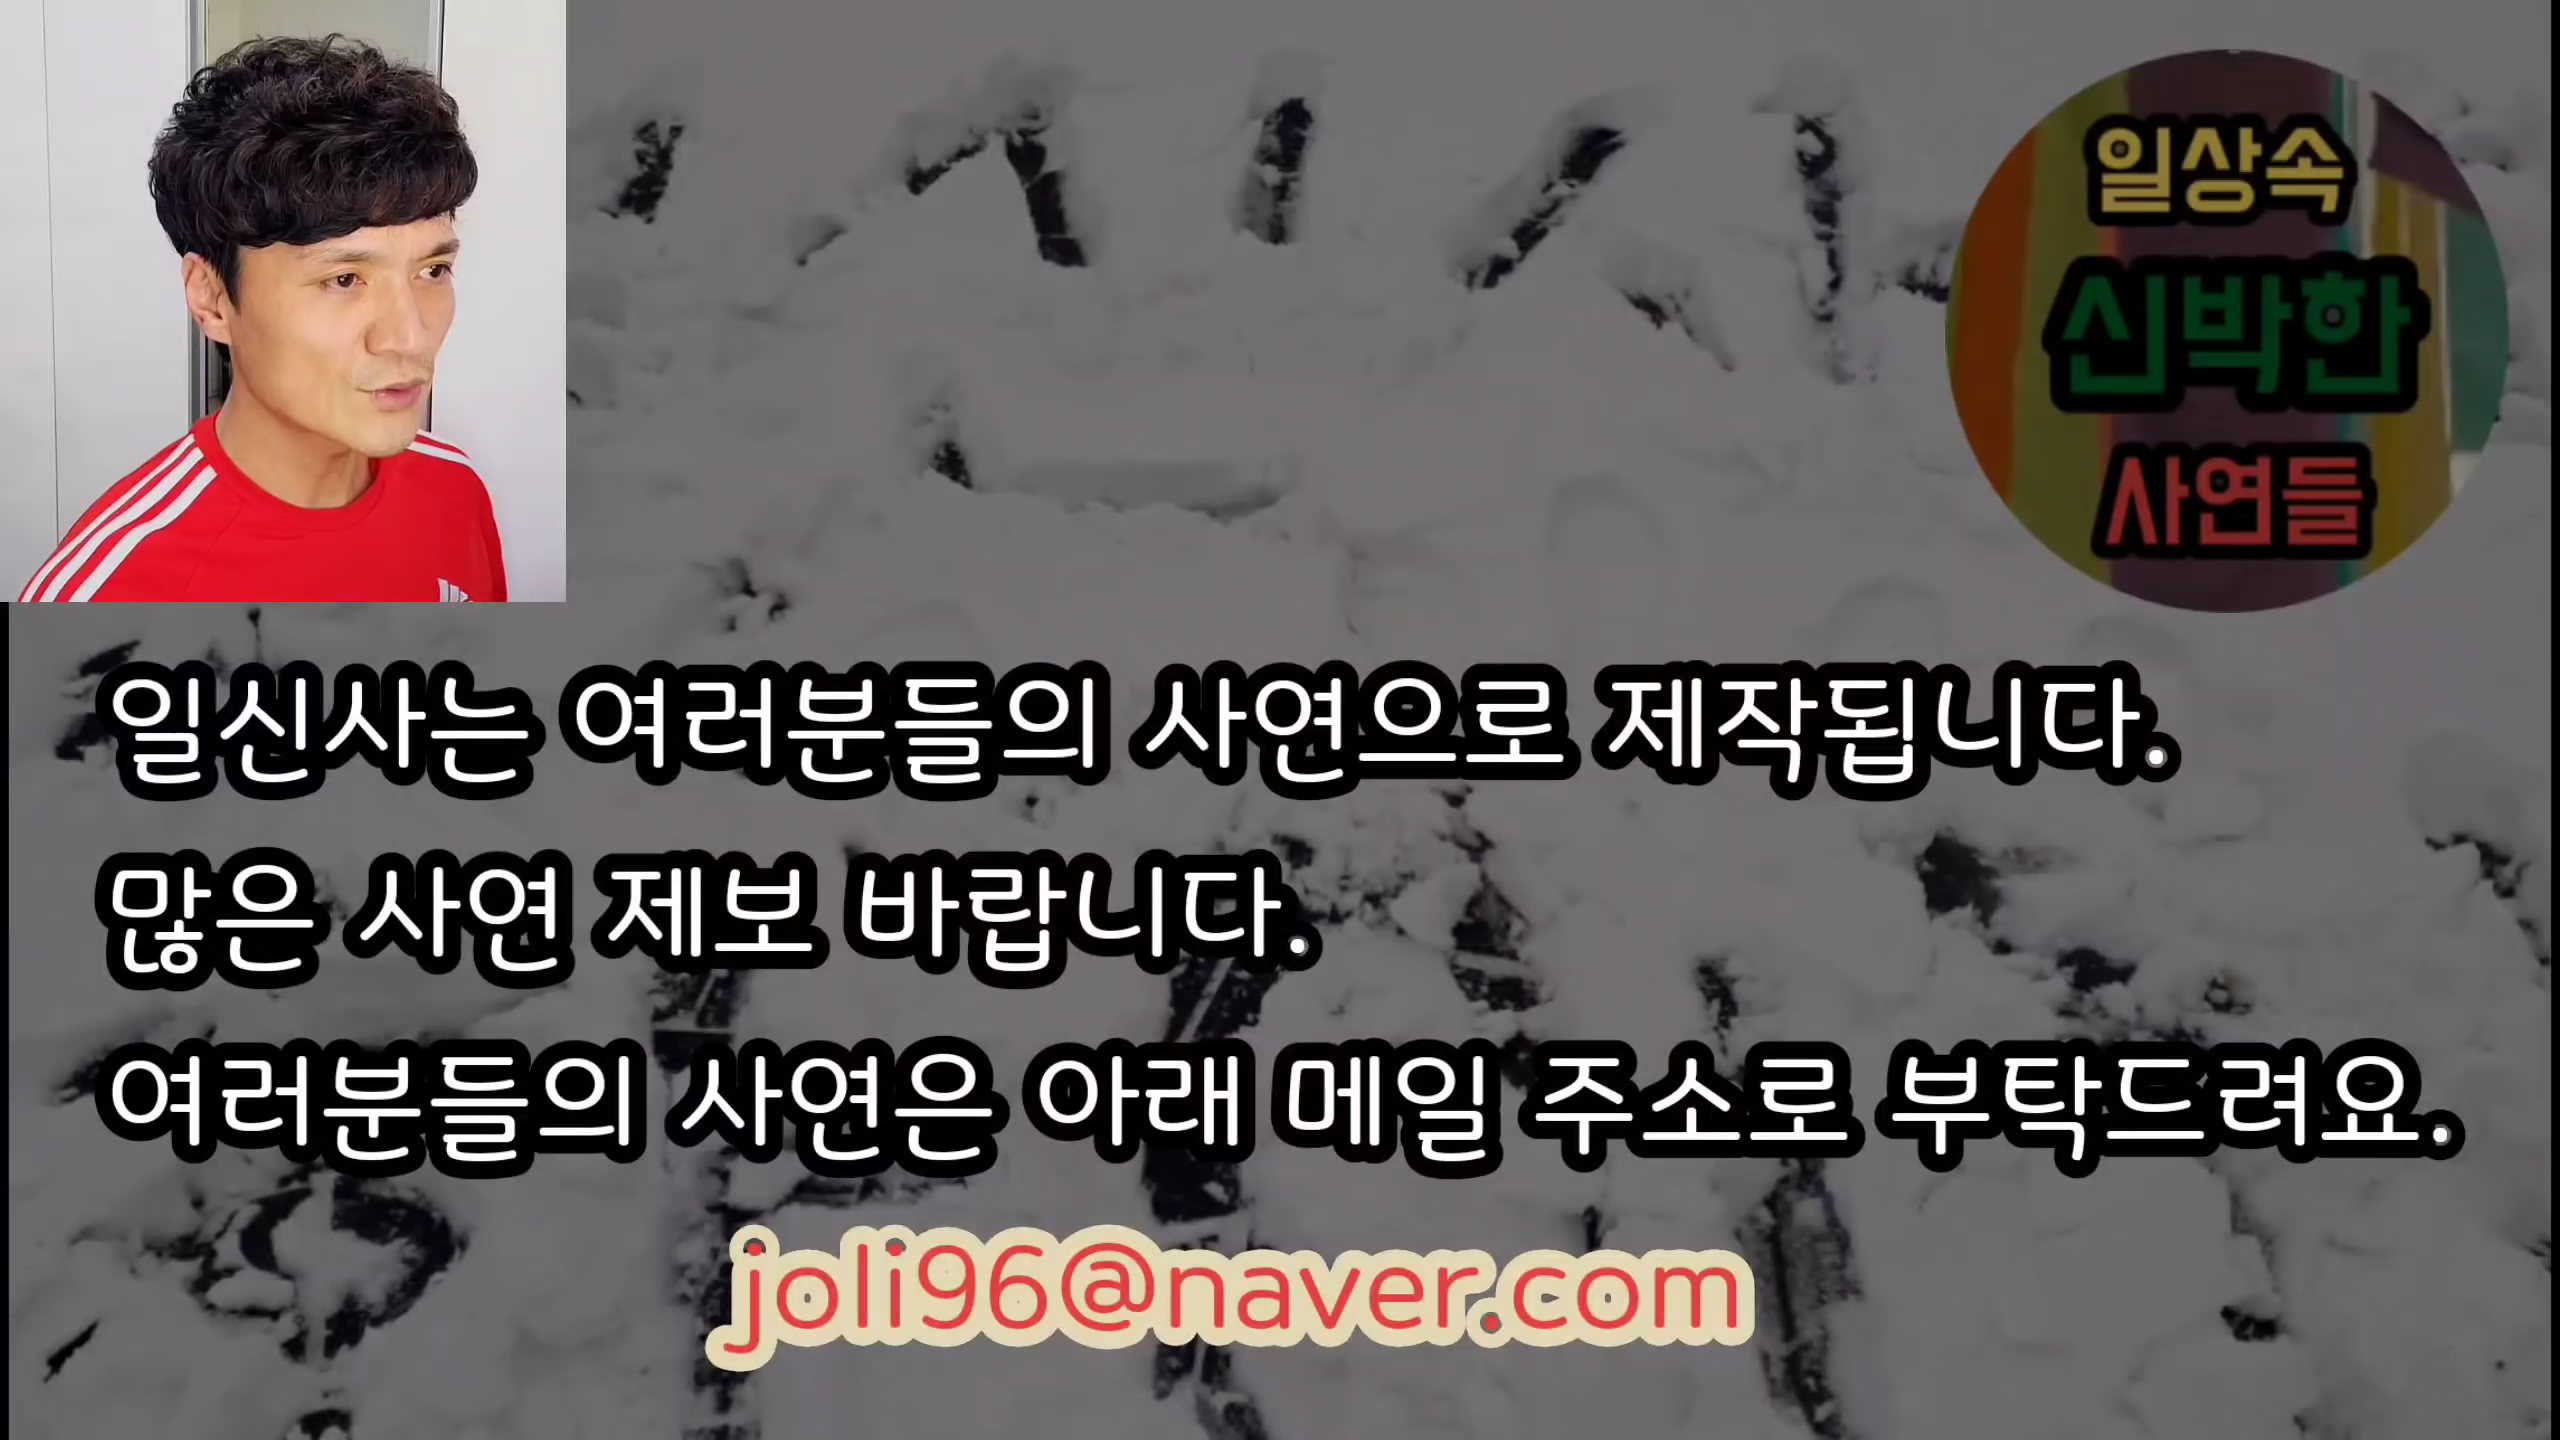 일상속
신박한
사연들
일신사는 여러분들의 사연으로 제작됩니다.
많은 사연 제보 바랍니다.
여러분들의 사연은 아래 메일 주소로 부탁드려요.
joli96@naver.com